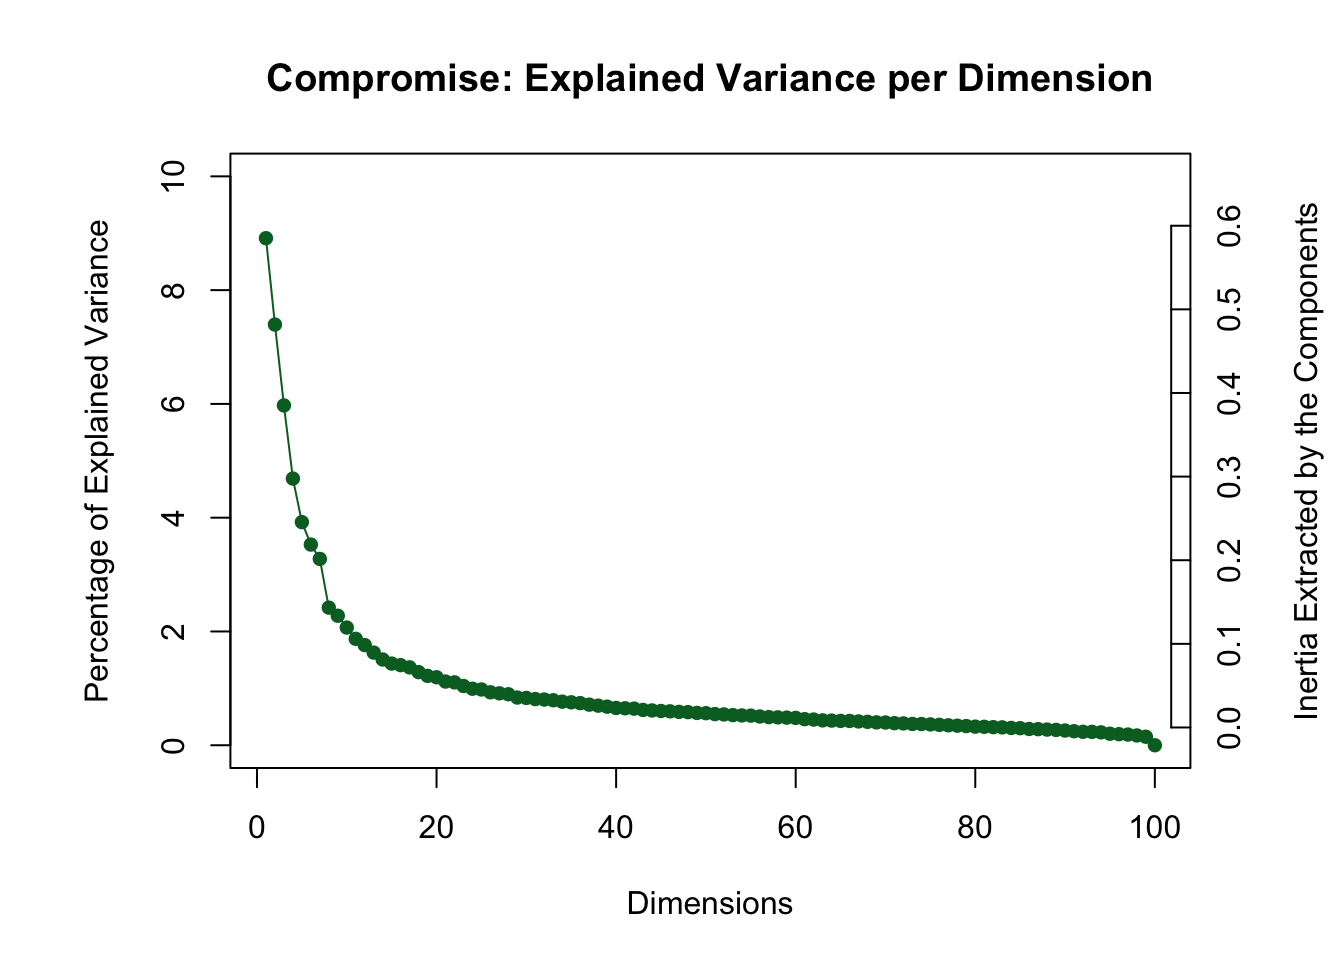 Compromise: Explained Variance per Dimension
Percentage of Explained Variance
10
8
6
4
2
0
0.6
0.5
0.4
0.3
0.2
0.1
0.0
Inertia Extracted by the Components
0 20 40 60 80 100
Dimensions